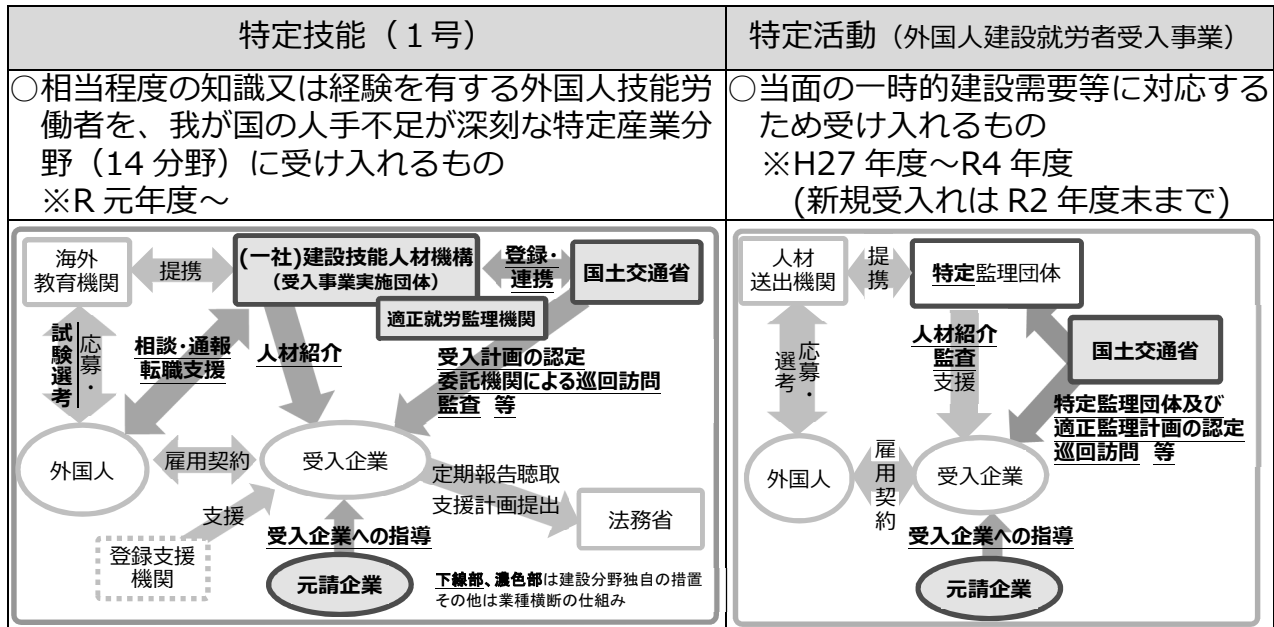 特定技能（１号）
特定活動（外国人建設就労者受入事業）
○相当程度の知識又は経験を有する外国人技能労
働者を、我が国の人手不足が深刻な特定産業分
野（14 分野）に受け入れるもの
※R 元年度～
○当面の一時的建設需要等に対応する
ため受け入れるもの
※H27 年度～R4 年度
(新規受入れは R2 年度末まで)
海外
教育機関
提携
(一社)建設技能人材機構
（受入事業実施団体）
登録・
連携
国土交通省
適正就労監理機関
試験選考
応募・
相談・通報
転職支援
人材紹介
受入計画の認定
委託機関による巡回訪問
監査 等
外国人
雇用契約
受入企業
定期報告聴取
支援計画提出
法務省
支援
登録支援
機関
受入企業への指導
元請企業
下線部、濃色部は建設分野独自の措置
その他は業種横断の仕組み
人材
送出機関
提携
特定監理団体
応募・
選考
人材紹介
監査
支援
国土交通省
特定監理団体及び
適正監理計画の認定
巡回訪問 等
外国人
雇用契約
受入企業
受入企業への指導
元請企業